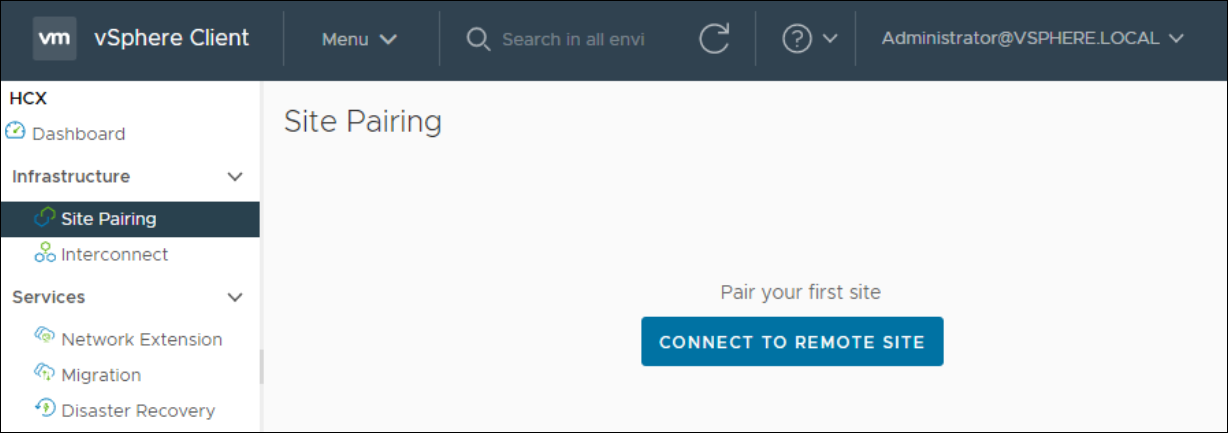 vm vSphere Client Menu Search in all envi Administrator@VSPHERE.LOCAL
HCX
Dashboard
Infrastructure
Site Pairing
Interconnect
Services
Network Extension
Migration
Disaster Recovery
Site Pairing
Pair your first site
CONNECT TO REMOTE SITE